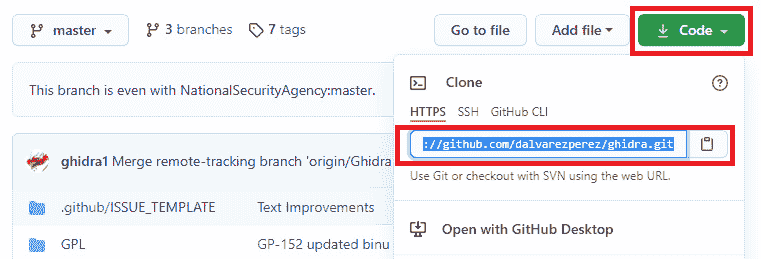 master 3 branches 7 tags Go to file Add file Code
Clone
This branch is even with NationalSecurityAgency:master.
HTTPS SSH GitHub CLI
://github.com/dalvarezperez/ghidra.git
ghidra1 Merge remote-tracking branch 'origin/Ghidra
Use Git or checkout with SVN using the web URL.
.github/ISSUE_TEMPLATE Text Improvements
Open with GitHub Desktop
GPL GP-152 updated binu